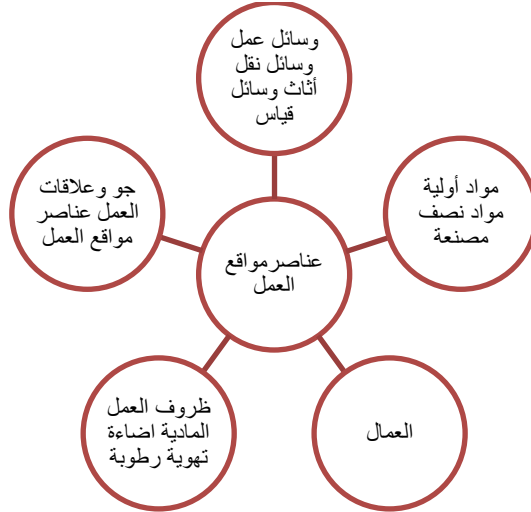 وسائل عمل
وسائل نقل
أثاث وسائل
قياس
مواد أولية
مواد نصف
مصنعة
جو وعلاقات
العمل عناصر
مواقع العمل
عناصرمواقع
العمل
العمال
ظروف العمل
المادية اضاءة
تهوية رطوبة